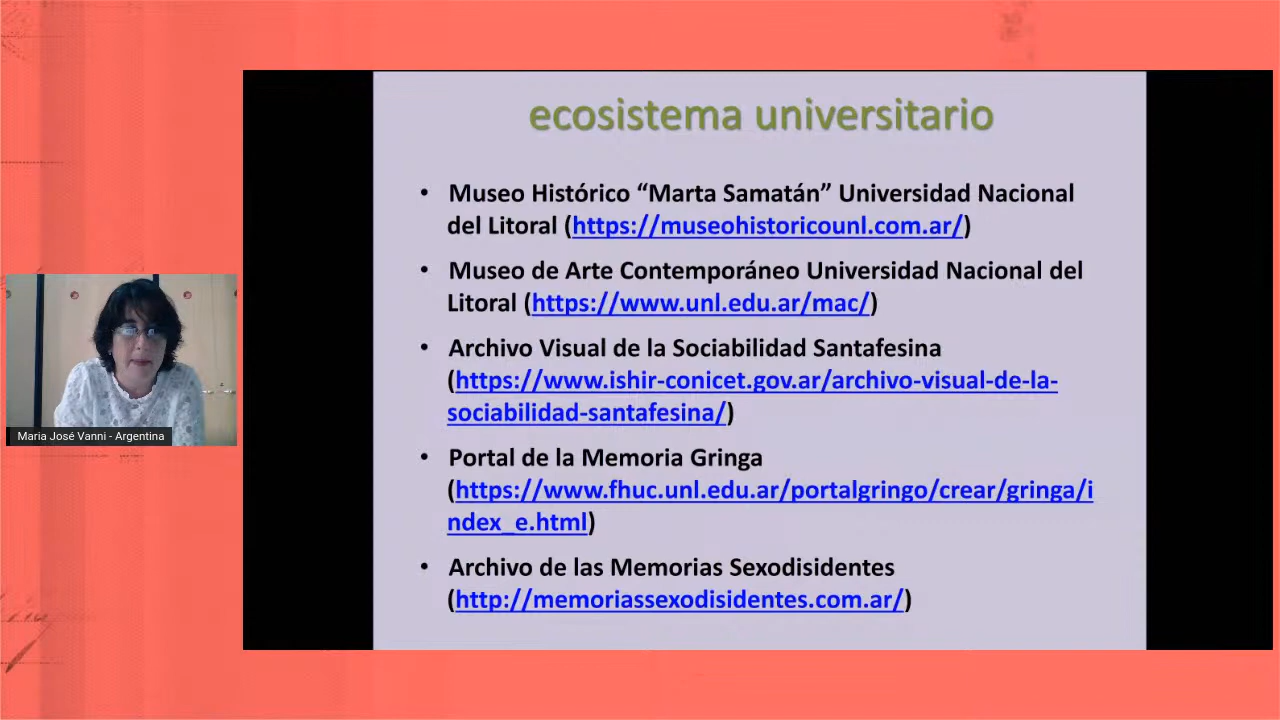 ecosistema universitario
• Museo Histórico “Marta Samatán” Universidad Nacional
del Litoral (https://museohistoricounl.com.ar/)
• Museo de Arte Contemporáneo Universidad Nacional del
Litoral (https://www.unl.edu.ar/mac/)
• Archivo Visual de la Sociabilidad Santafesina
(https://www.ishir-conicet.gov.ar/archivo-visual-de-la-
sociabilidad-santafesina/)
• Portal de la Memoria Gringa
(https://www.fhuc.unl.edu.ar/portalgringo/crear/gringa/i
ndex_e.html)
• Archivo de las Memorias Sexodisidentes
(http://memoriassexodisidentes.com.ar/)
Maria José Vanni - Argentina